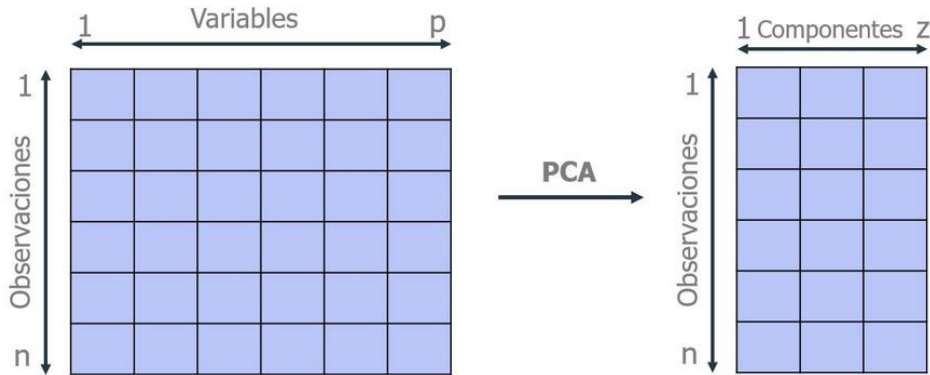 Variables
1 p
1
Observaciones
n
PCA
1 Componentes z
1
Observaciones
n